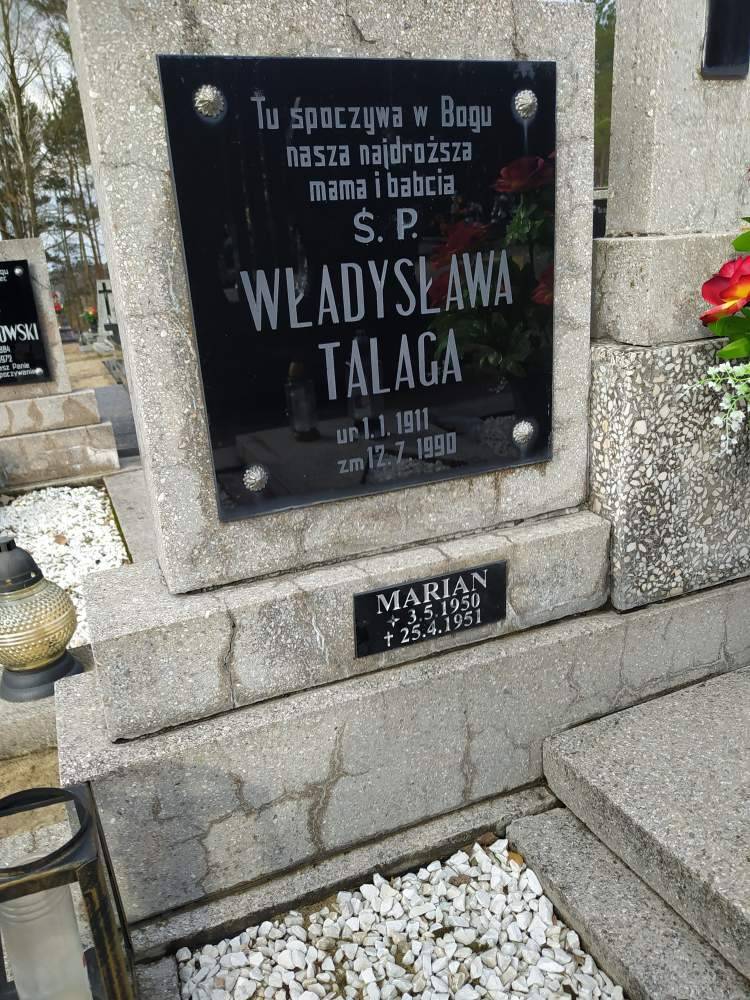 Tu spoczywa w Bogu
nasza najdroższa
mama i babcia
Ś. P.
WŁADYSŁAWA
TALAGA
ur 1. 1. 1911
zm 12. 7. 1990
MARIAN
3.5.1950
† 25.4.1951
OWSKI